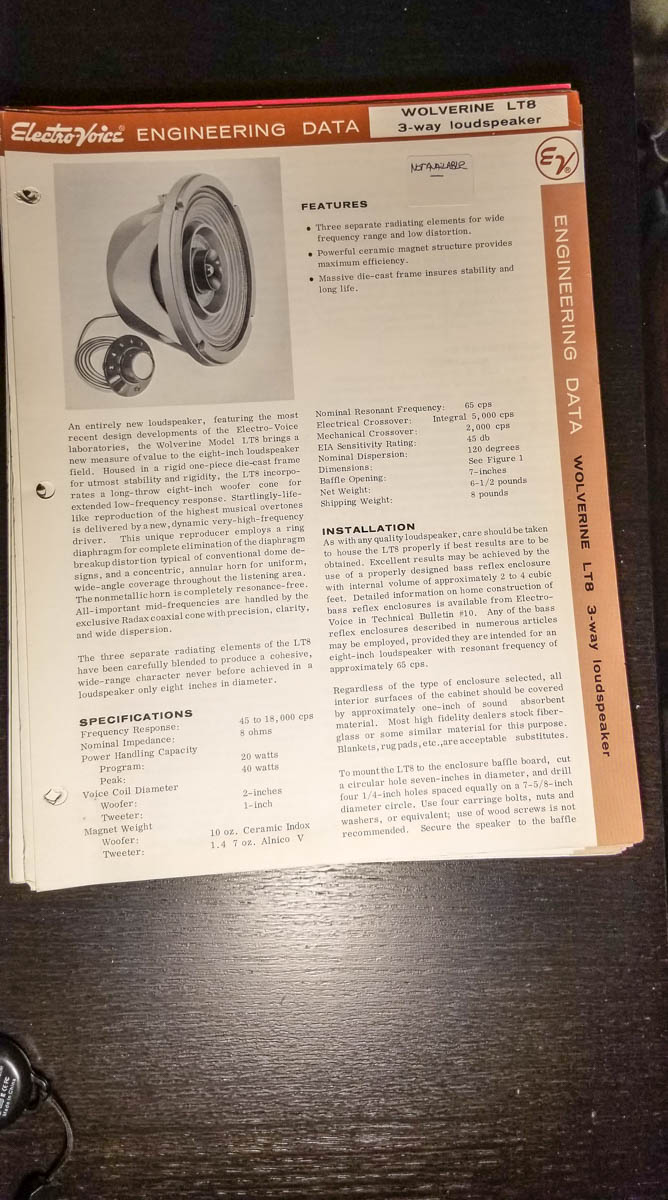 Electro-Voice® ENGINEERING DATA
WOLVERINE LT8
3-way loudspeaker
EV®
NOT AVAILABLE
FEATURES
• Three separate radiating elements for wide
frequency range and low distortion.
• Powerful ceramic magnet structure provides
maximum efficiency.
• Massive die-cast frame insures stability and
long life.
An entirely new loudspeaker, featuring the most
recent design developments of the Electro-Voice
laboratories, the Wolverine Model LT8 brings a
new measure of value to the eight-inch loudspeaker
field. Housed in a rigid one-piece die-cast frame
for utmost stability and rigidity, the LT8 incorpo-
rates a long-throw eight-inch woofer cone for
extended low-frequency response. Startlingly-life-
like reproduction of the highest musical overtones
is delivered by a new, dynamic very-high-frequency
driver. This unique reproducer employs a ring
diaphragm for complete elimination of the diaphragm
breakup distortion typical of conventional dome de-
signs, and a concentric, annular horn for uniform,
wide-angle coverage throughout the listening area.
The nonmetallic horn is completely resonance-free.
All-important mid-frequencies are handled by the
exclusive Radax coaxial cone with precision, clarity,
and wide dispersion.
The three separate radiating elements of the LT8
have been carefully blended to produce a cohesive,
wide-range character never before achieved in a
loudspeaker only eight inches in diameter.
SPECIFICATIONS
Frequency Response: 45 to 18,000 cps
Nominal Impedance: 8 ohms
Power Handling Capacity
Program: 20 watts
Peak: 40 watts
Voice Coil Diameter
Woofer: 2-inches
Tweeter: 1-inch
Magnet Weight
Woofer: 10 oz. Ceramic Indox
Tweeter: 1.4 7 oz. Alnico V
Nominal Resonant Frequency: 65 cps
Electrical Crossover: Integral 5,000 cps
Mechanical Crossover: 2,000 cps
EIA Sensitivity Rating: 45 db
Nominal Dispersion: 120 degrees
Dimensions: See Figure 1
Baffle Opening: 7-inches
Net Weight: 6-1/2 pounds
Shipping Weight: 8 pounds
INSTALLATION
As with any quality loudspeaker, care should be taken
to house the LT8 properly if best results are to be
obtained. Excellent results may be achieved by the
use of a properly designed bass reflex enclosure
with internal volume of approximately 2 to 4 cubic
feet. Detailed information on home construction of
bass reflex enclosures is available from Electro-
Voice in Technical Bulletin #10. Any of the bass
reflex enclosures described in numerous articles
may be employed, provided they are intended for an
eight-inch loudspeaker with resonant frequency of
approximately 65 cps.
Regardless of the type of enclosure selected, all
interior surfaces of the cabinet should be covered
by approximately one-inch of sound absorbent
material. Most high fidelity dealers stock fiber-
glass or some similar material for this purpose.
Blankets, rug pads, etc., are acceptable substitutes.
To mount the LT8 to the enclosure baffle board, cut
a circular hole seven-inches in diameter, and drill
four 1/4-inch holes spaced equally on a 7-5/8-inch
diameter circle. Use four carriage bolts, nuts and
washers, or equivalent; use of wood screws is not
recommended. Secure the speaker to the baffle
ENGINEERING DATA WOLVERINE LT8 3-way loudspeaker
Made in China